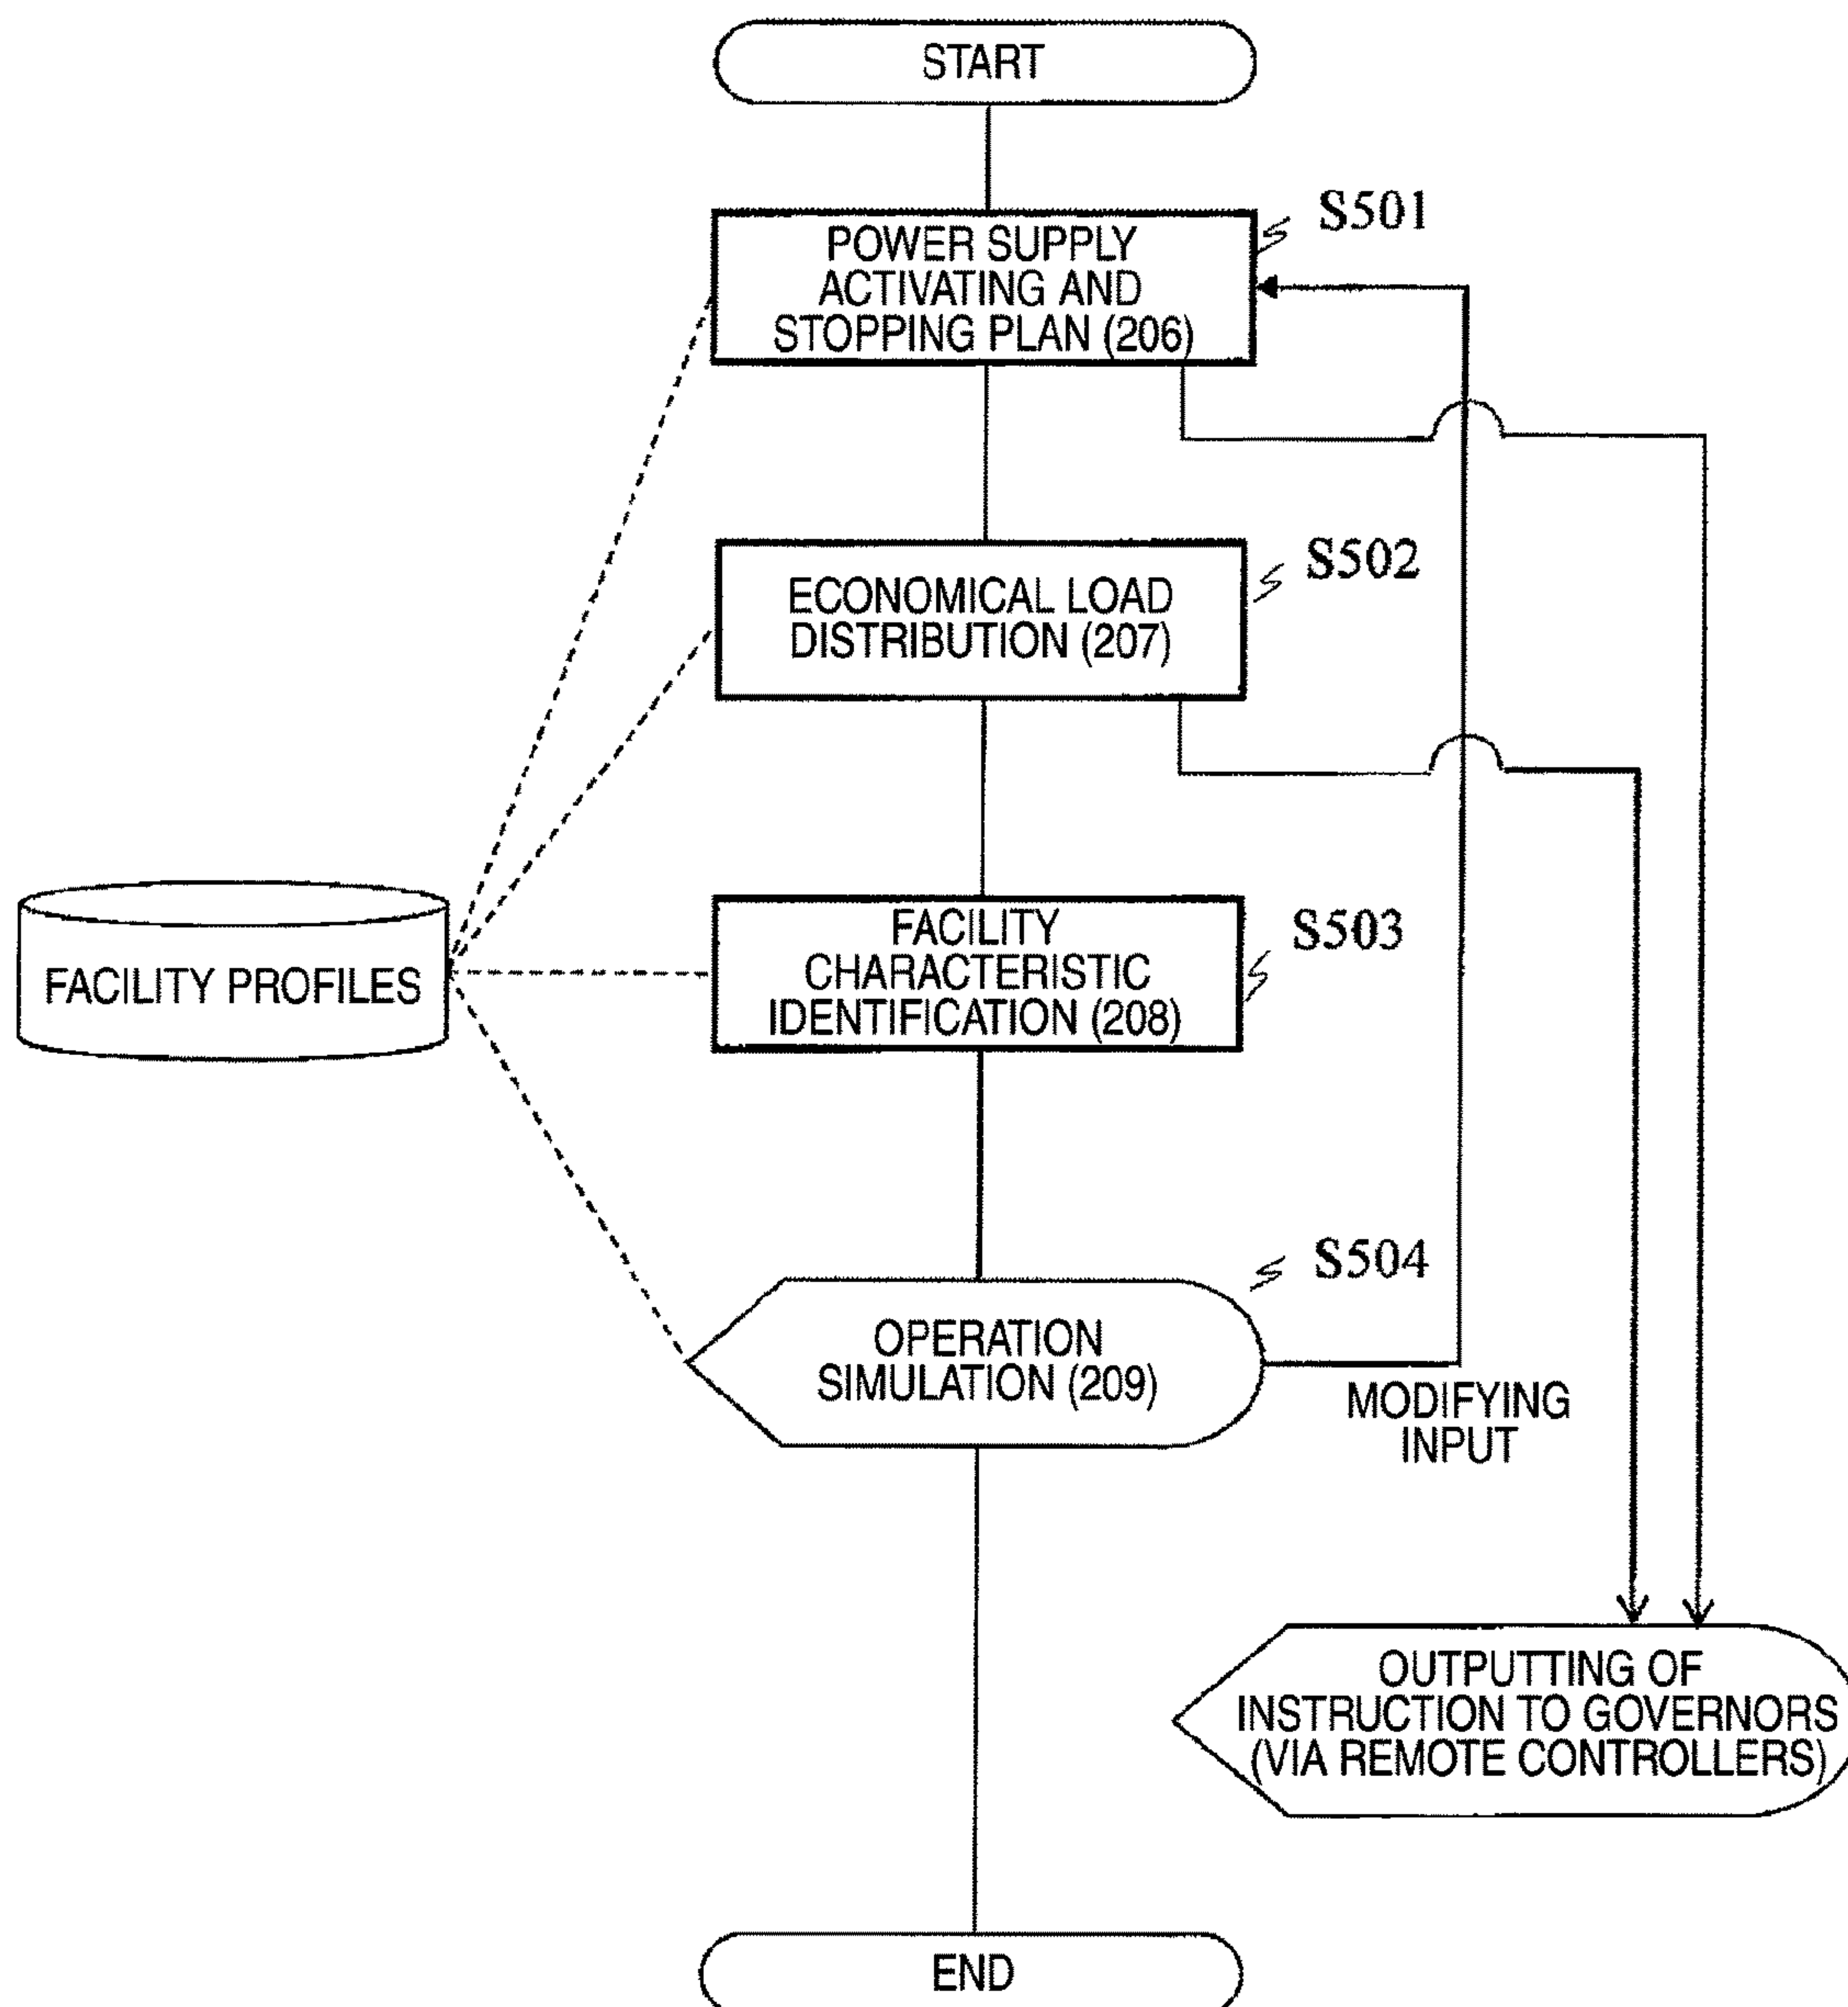 START
S501
POWER SUPPLY
ACTIVATING AND
STOPPING PLAN (206)
S502
ECONOMICAL LOAD
DISTRIBUTION (207)
FACILITY PROFILES
S503
FACILITY
CHARACTERISTIC
IDENTIFICATION (208)
S504
OPERATION
SIMULATION (209)
MODIFYING
INPUT
OUTPUTTING OF
INSTRUCTION TO GOVERNORS
(VIA REMOTE CONTROLLERS)
END